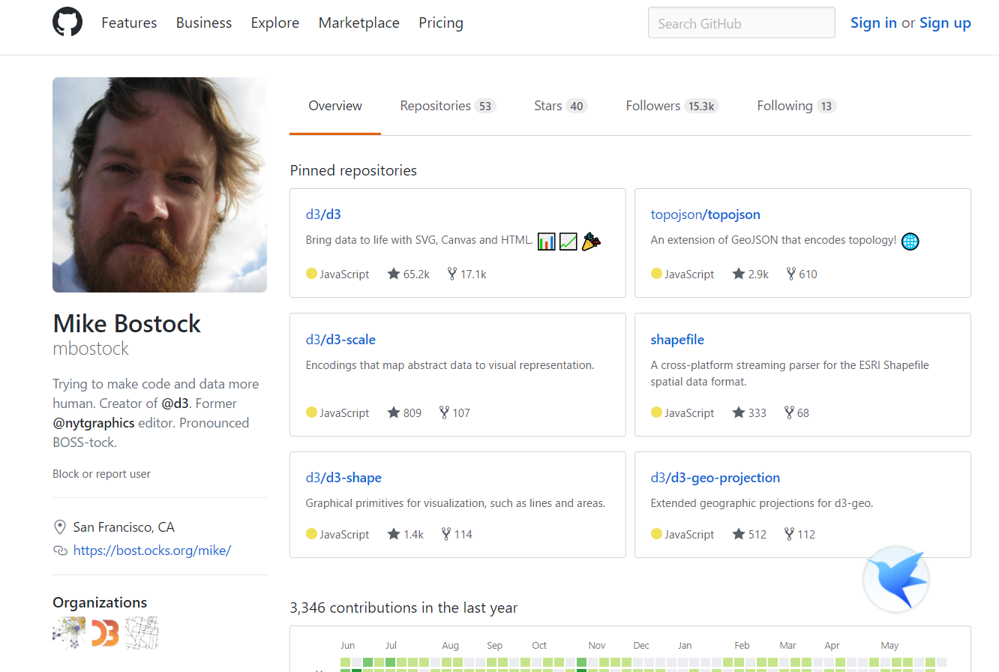 Features Business Explore Marketplace Pricing Search GitHub Sign in or Sign up
Overview Repositories 53 Stars 40 Followers 15.3k Following 13
Mike Bostock
mbostock
Trying to make code and data more
human. Creator of @d3. Former
@nytgraphics editor. Pronounced
BOSS-tock.
Block or report user
San Francisco, CA
https://bost.ocks.org/mike/
Organizations
D3
Pinned repositories
d3/d3
Bring data to life with SVG, Canvas and HTML.
JavaScript 65.2k 17.1k
topojson/topojson
An extension of GeoJSON that encodes topology!
JavaScript 2.9k 610
d3/d3-scale
Encodings that map abstract data to visual representation.
JavaScript 809 107
shapefile
A cross-platform streaming parser for the ESRI Shapefile
spatial data format.
JavaScript 333 68
d3/d3-shape
Graphical primitives for visualization, such as lines and areas.
JavaScript 1.4k 114
d3/d3-geo-projection
Extended geographic projections for d3-geo.
JavaScript 512 112
3,346 contributions in the last year
Jun Jul Aug Sep Oct Nov Dec Jan Feb Mar Apr May